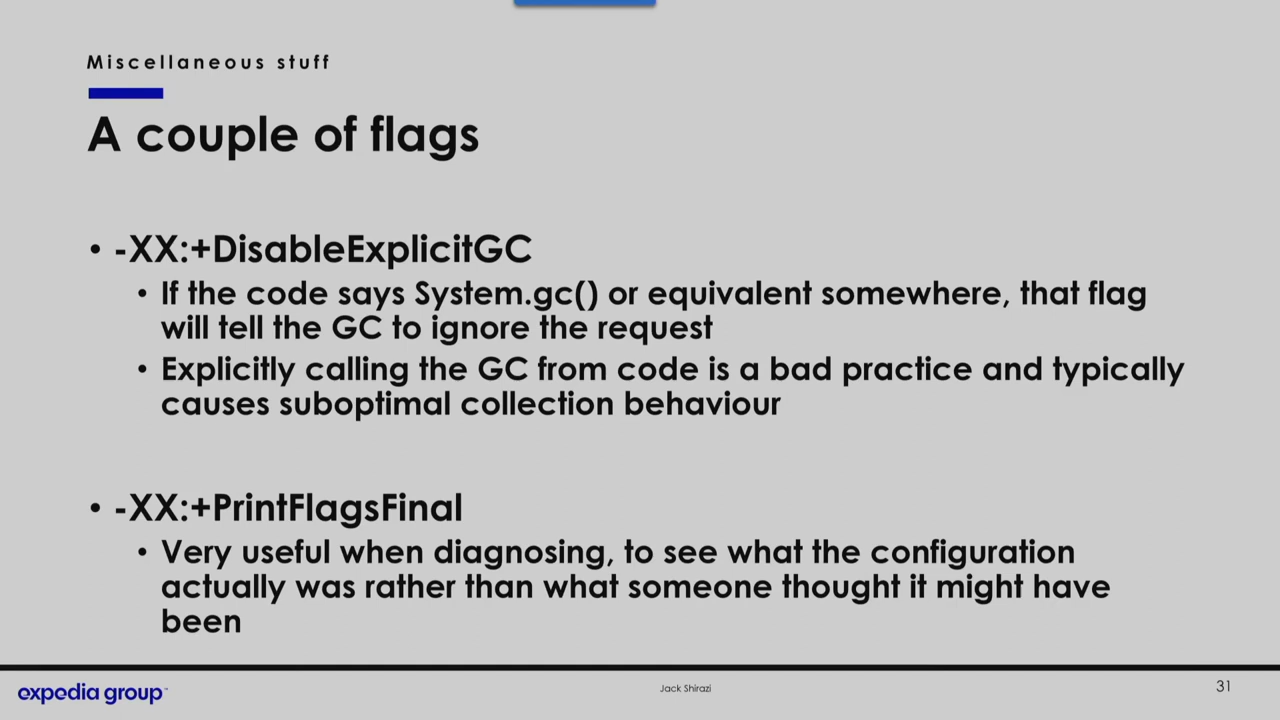 Miscellaneous stuff
A couple of flags
• -XX:+DisableExplicitGC
• If the code says System.gc() or equivalent somewhere, that flag
will tell the GC to ignore the request
• Explicitly calling the GC from code is a bad practice and typically
causes suboptimal collection behaviour
• -XX:+PrintFlagsFinal
• Very useful when diagnosing, to see what the configuration
actually was rather than what someone thought it might have
been
expedia group™
Jack Shirazi
31